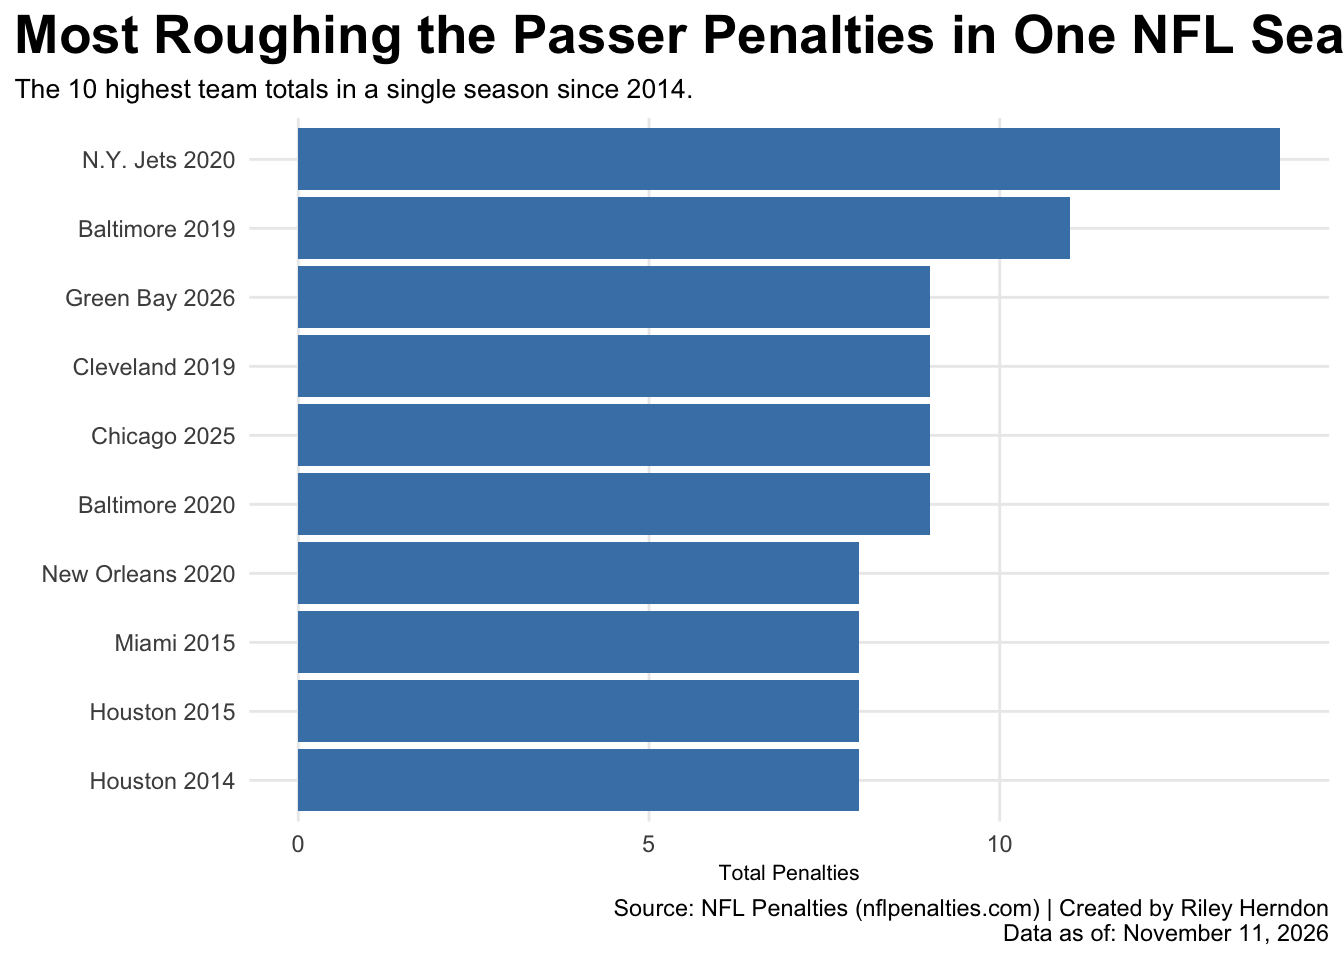 Most Roughing the Passer Penalties in One NFL Sea
The 10 highest team totals in a single season since 2014.
N.Y. Jets 2020
Baltimore 2019
Green Bay 2026
Cleveland 2019
Chicago 2025
Baltimore 2020
New Orleans 2020
Miami 2015
Houston 2015
Houston 2014
0 5 10
Total Penalties
Source: NFL Penalties (nflpenalties.com) | Created by Riley Herndon
Data as of: November 11, 2026